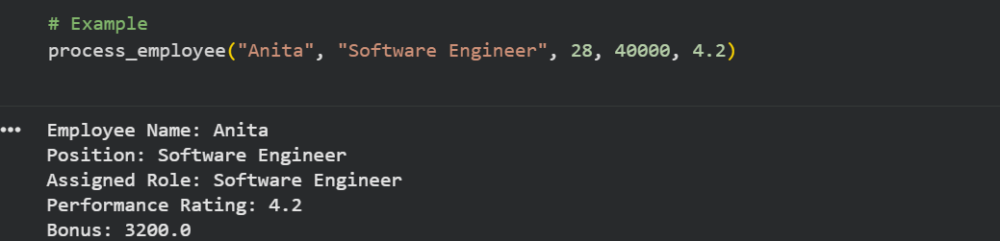 # Example
process_employee("Anita", "Software Engineer", 28, 40000, 4.2)
Employee Name: Anita
Position: Software Engineer
Assigned Role: Software Engineer
Performance Rating: 4.2
Bonus: 3200.0